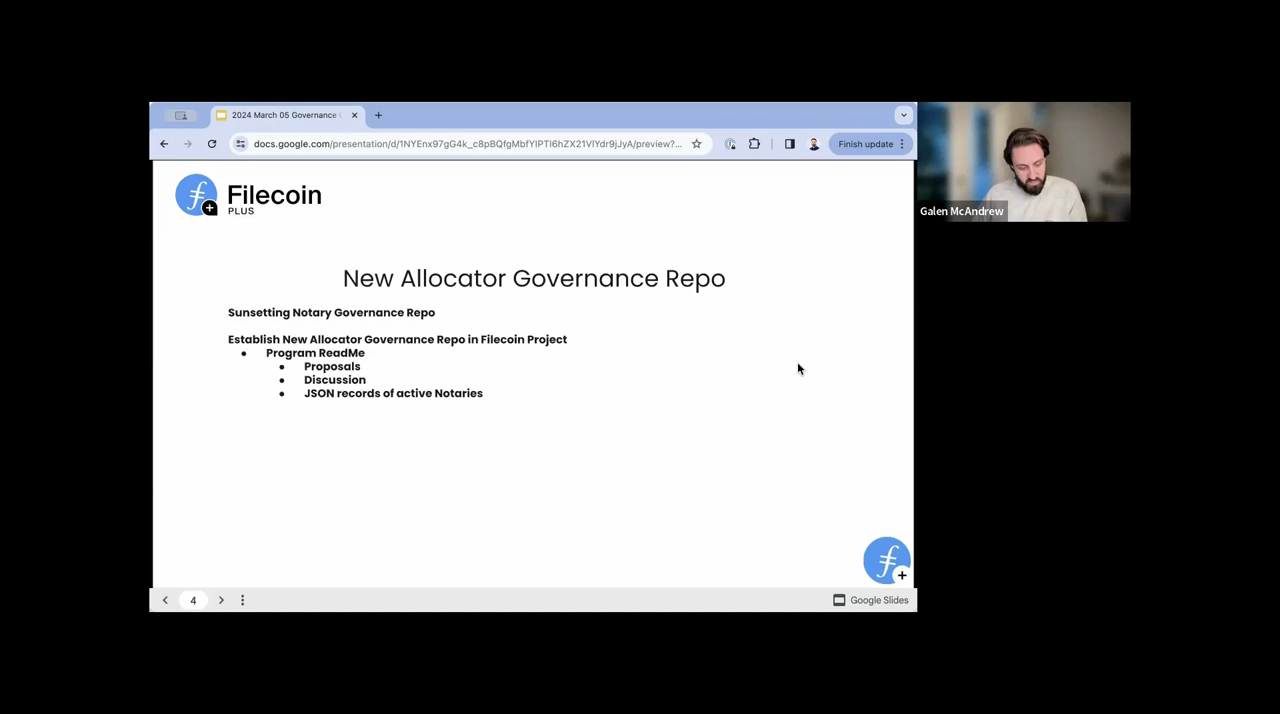 2024 March 05 Governance
docs.google.com/presentation/d/1NYEnx97gG4k_c8pBQfgMbfYlPTl6hZX21VlYdr9jJyA/preview?...
Finish update
Filecoin
PLUS
New Allocator Governance Repo
Sunsetting Notary Governance Repo
Establish New Allocator Governance Repo in Filecoin Project
● Program ReadMe
● Proposals
● Discussion
● JSON records of active Notaries
4
Google Slides
Galen McAndrew